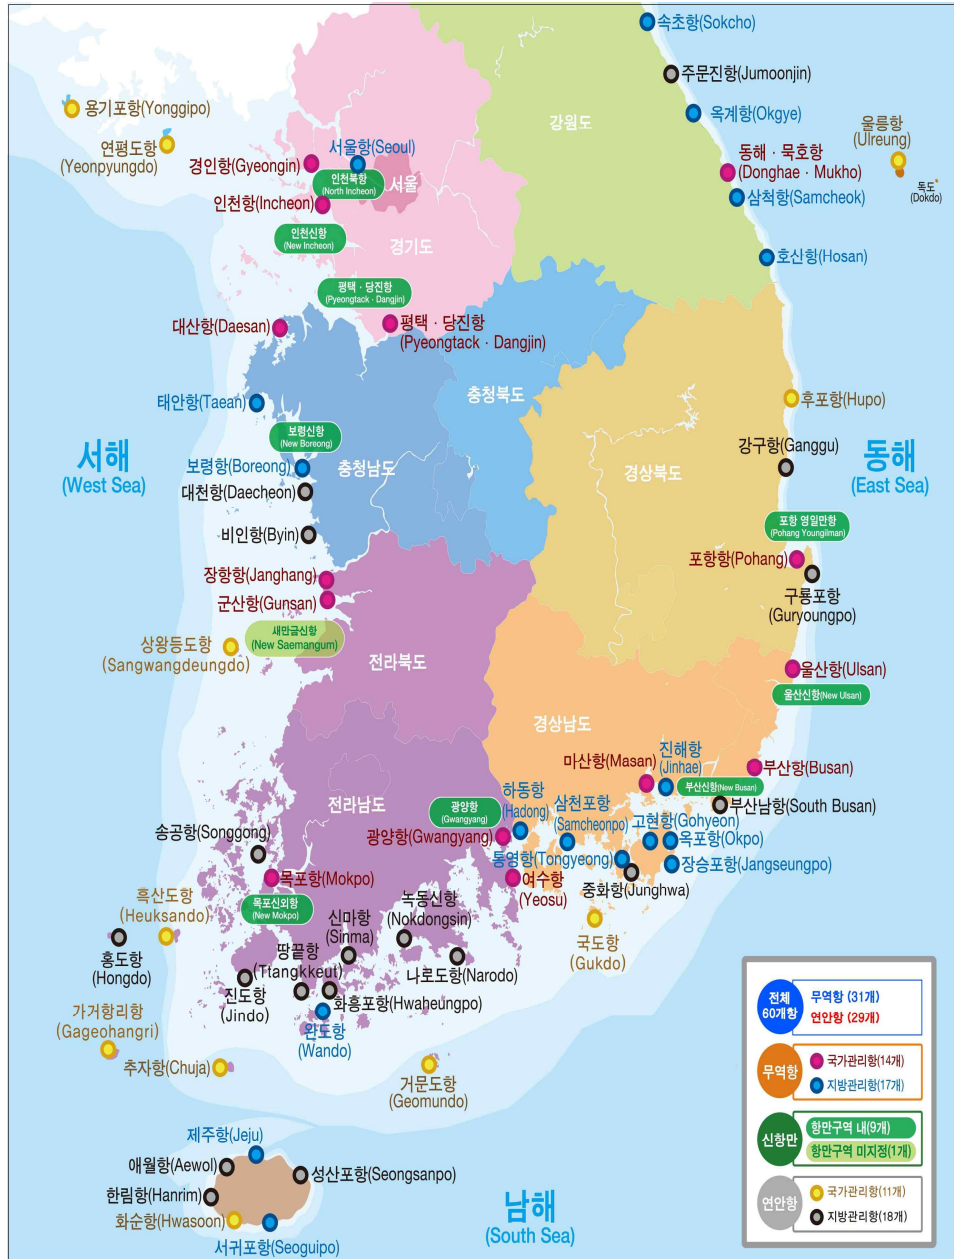 속초항(Sokcho)
주문진항(Jumoonjin)
옥계항(Okgye)
강원도
울릉항
(Ulreung)
독도
(Dokdo)
동해 · 묵호항
(Donghae · Mukho)
삼척항(Samcheok)
호산항(Hosan)
용기포항(Yonggipo)
연평도항
(Yeonpyungdo)
경인항(Gyeongin)
서울항(Seoul)
인천북항
(North Incheon)
서울
인천항(Incheon)
인천신항
(New Incheon)
경기도
평택 · 당진항
(Pyeongtack · Dangjin)
대산항(Daesan)
평택 · 당진항
(Pyeongtack · Dangjin)
태안항(Taean)
충청북도
후포항(Hupo)
보령신항
(New Boreong)
보령항(Boreong)
충청남도
대천항(Daecheon)
비인항(Byin)
서해
(West Sea)
경상북도
강구항(Ganggu)
동해
(East Sea)
포항 영일만항
(Pohang Youngilman)
포항항(Pohang)
구룡포항
(Guryoungpo)
장항항(Janghang)
군산항(Gunsan)
새만금신항
(New Saemangum)
상왕등도항
(Sangwangdeungdo)
전라북도
울산항(Ulsan)
울산신항(New Ulsan)
경상남도
마산항(Masan)
진해항
(Jinhae)
부산항(Busan)
부산신항(New Busan)
부산남항(South Busan)
전라남도
광양항
(Gwangyang)
하동항
(Hadong)
삼천포항
(Samcheonpo)
고현항(Gohyeon)
광양항(Gwangyang)
옥포항(Okpo)
통영항(Tongyeong)
장승포항(Jangseungpo)
여수항
(Yeosu)
중화항(Junghwa)
송공항(Songgong)
목포항(Mokpo)
목포신외항
(New Mokpo)
흑산도항
(Heuksando)
녹동신항
(Nokdongsin)
신마항
(Sinma)
국도항
(Gukdo)
홍도항
(Hongdo)
땅끝항
(Ttangkkeut)
나로도항(Narodo)
진도항
(Jindo)
화흥포항(Hwaheungpo)
완도항
(Wando)
가거항리항
(Gageohangri)
추자항(Chuja)
거문도항
(Geomundo)
제주항(Jeju)
애월항(Aewol)
성산포항(Seongsanpo)
한림항(Hanrim)
화순항(Hwasoon)
서귀포항(Seoguipo)
남해
(South Sea)
전체
60개항
무역항 (31개)
연안항 (29개)
무역항
국가관리항(14개)
지방관리항(17개)
신항만
항만구역 내(9개)
항만구역 미지정(1개)
연안항
국가관리항(11개)
지방관리항(18개)